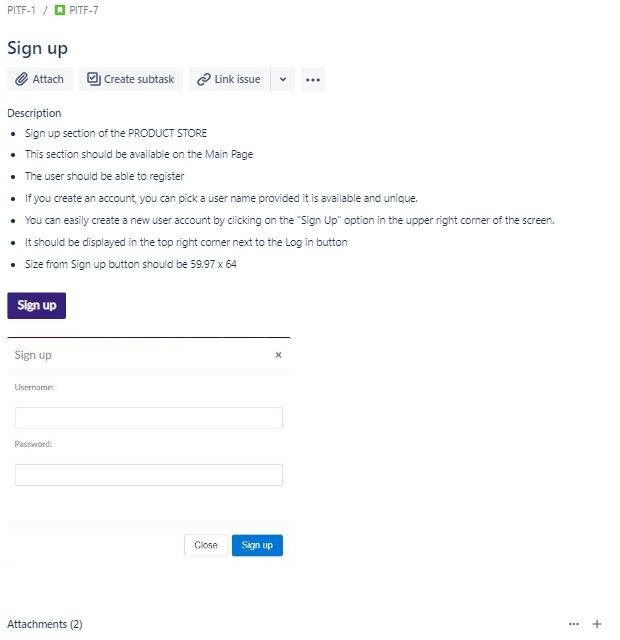 PITF-1 / PITF-7
Sign up
Attach Create subtask Link issue
Description
Sign up section of the PRODUCT STORE
This section should be available on the Main Page
The user should be able to register
If you create an account, you can pick a user name provided it is available and unique.
You can easily create a new user account by clicking on the "Sign Up" option in the upper right corner of the screen.
It should be displayed in the top right corner next to the Log in button
Size from Sign up button should be 59.97 x 64
Sign up
Sign up ×
Username:
Password:
Close Sign up
Attachments (2)